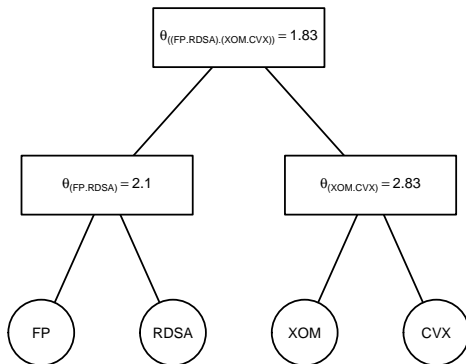 θ((FP.RDSA).(XOM.CVX)) = 1.83
θ(FP.RDSA) = 2.1
θ(XOM.CVX) = 2.83
FP
RDSA
XOM
CVX